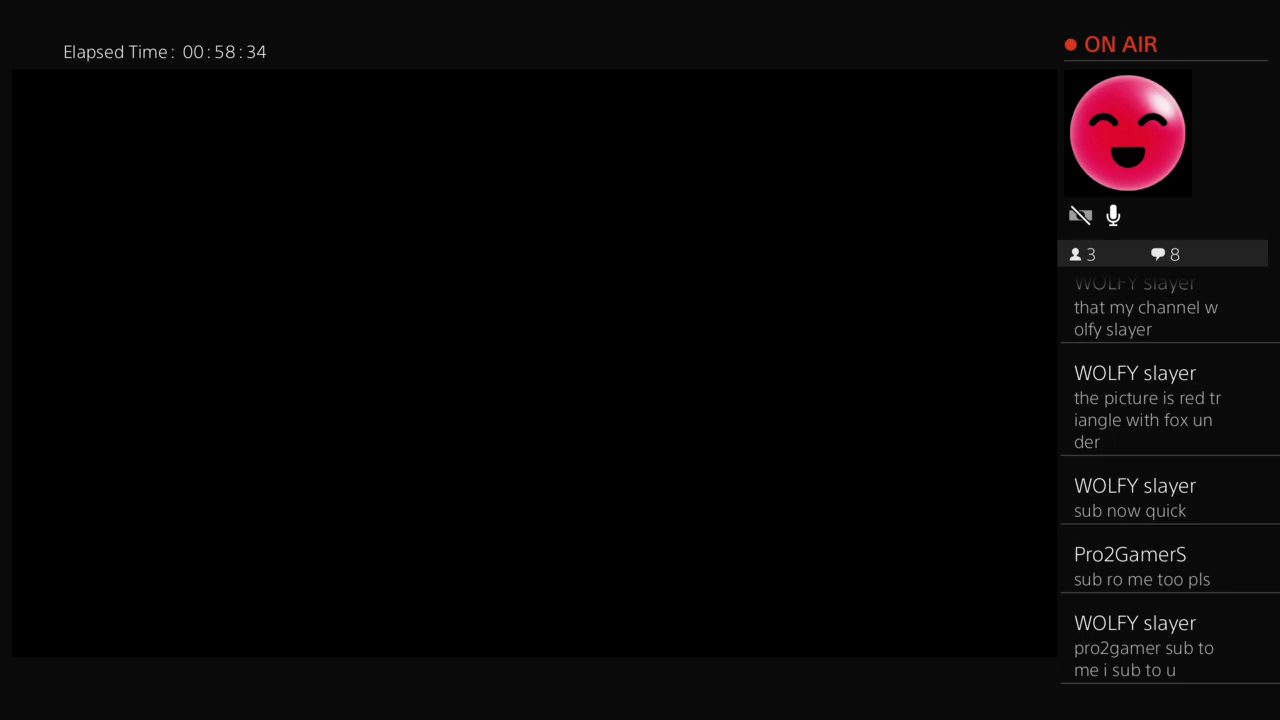 Elapsed Time: 00:58:34
ON AIR
3 8
WOLFY slayer
that my channel w
olfy slayer
WOLFY slayer
the picture is red tr
iangle with fox un
der
WOLFY slayer
sub now quick
Pro2GamerS
sub ro me too pls
WOLFY slayer
pro2gamer sub to
me i sub to u